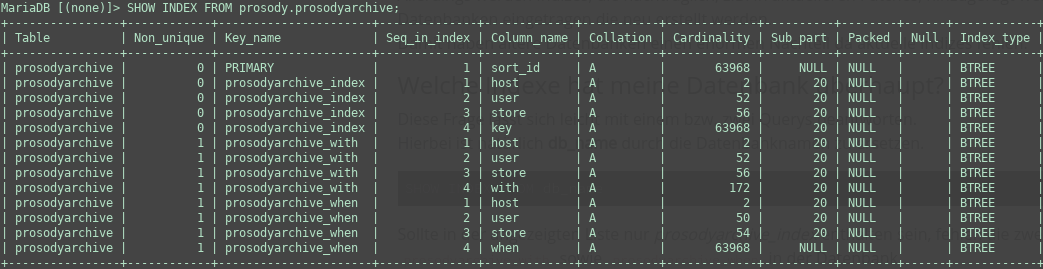 MariaDB [(none)]> SHOW INDEX FROM prosody.prosodyarchive;
| Table | Non_unique | Key_name | Seq_in_index | Column_name | Collation | Cardinality | Sub_part | Packed | Null | Index_type |
| prosodyarchive | 0 | PRIMARY | 1 | sort_id | A | 63968 | NULL | NULL | | BTREE |
| prosodyarchive | 0 | prosodyarchive_index | 1 | host | A | 2 | 20 | NULL | | BTREE |
| prosodyarchive | 0 | prosodyarchive_index | 2 | user | A | 52 | 20 | NULL | | BTREE |
| prosodyarchive | 0 | prosodyarchive_index | 3 | store | A | 56 | 20 | NULL | | BTREE |
| prosodyarchive | 0 | prosodyarchive_index | 4 | key | A | 63968 | 20 | NULL | | BTREE |
| prosodyarchive | 1 | prosodyarchive_with | 1 | host | A | 2 | 20 | NULL | | BTREE |
| prosodyarchive | 1 | prosodyarchive_with | 2 | user | A | 52 | 20 | NULL | | BTREE |
| prosodyarchive | 1 | prosodyarchive_with | 3 | store | A | 56 | 20 | NULL | | BTREE |
| prosodyarchive | 1 | prosodyarchive_with | 4 | with | A | 172 | 20 | NULL | | BTREE |
| prosodyarchive | 1 | prosodyarchive_when | 1 | host | A | 2 | 20 | NULL | | BTREE |
| prosodyarchive | 1 | prosodyarchive_when | 2 | user | A | 50 | 20 | NULL | | BTREE |
| prosodyarchive | 1 | prosodyarchive_when | 3 | store | A | 54 | 20 | NULL | | BTREE |
| prosodyarchive | 1 | prosodyarchive_when | 4 | when | A | 63968 | NULL | NULL | | BTREE |